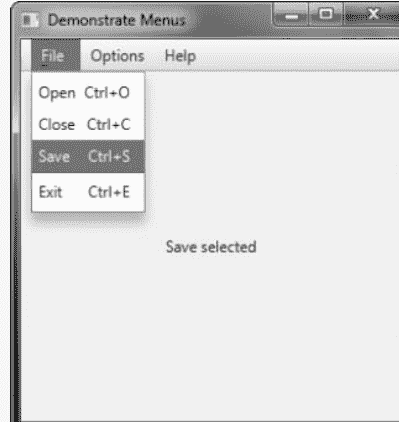 Demonstrate Menus
File Options Help
Open Ctrl+O
Close Ctrl+C
Save Ctrl+S
Exit Ctrl+E
Save selected